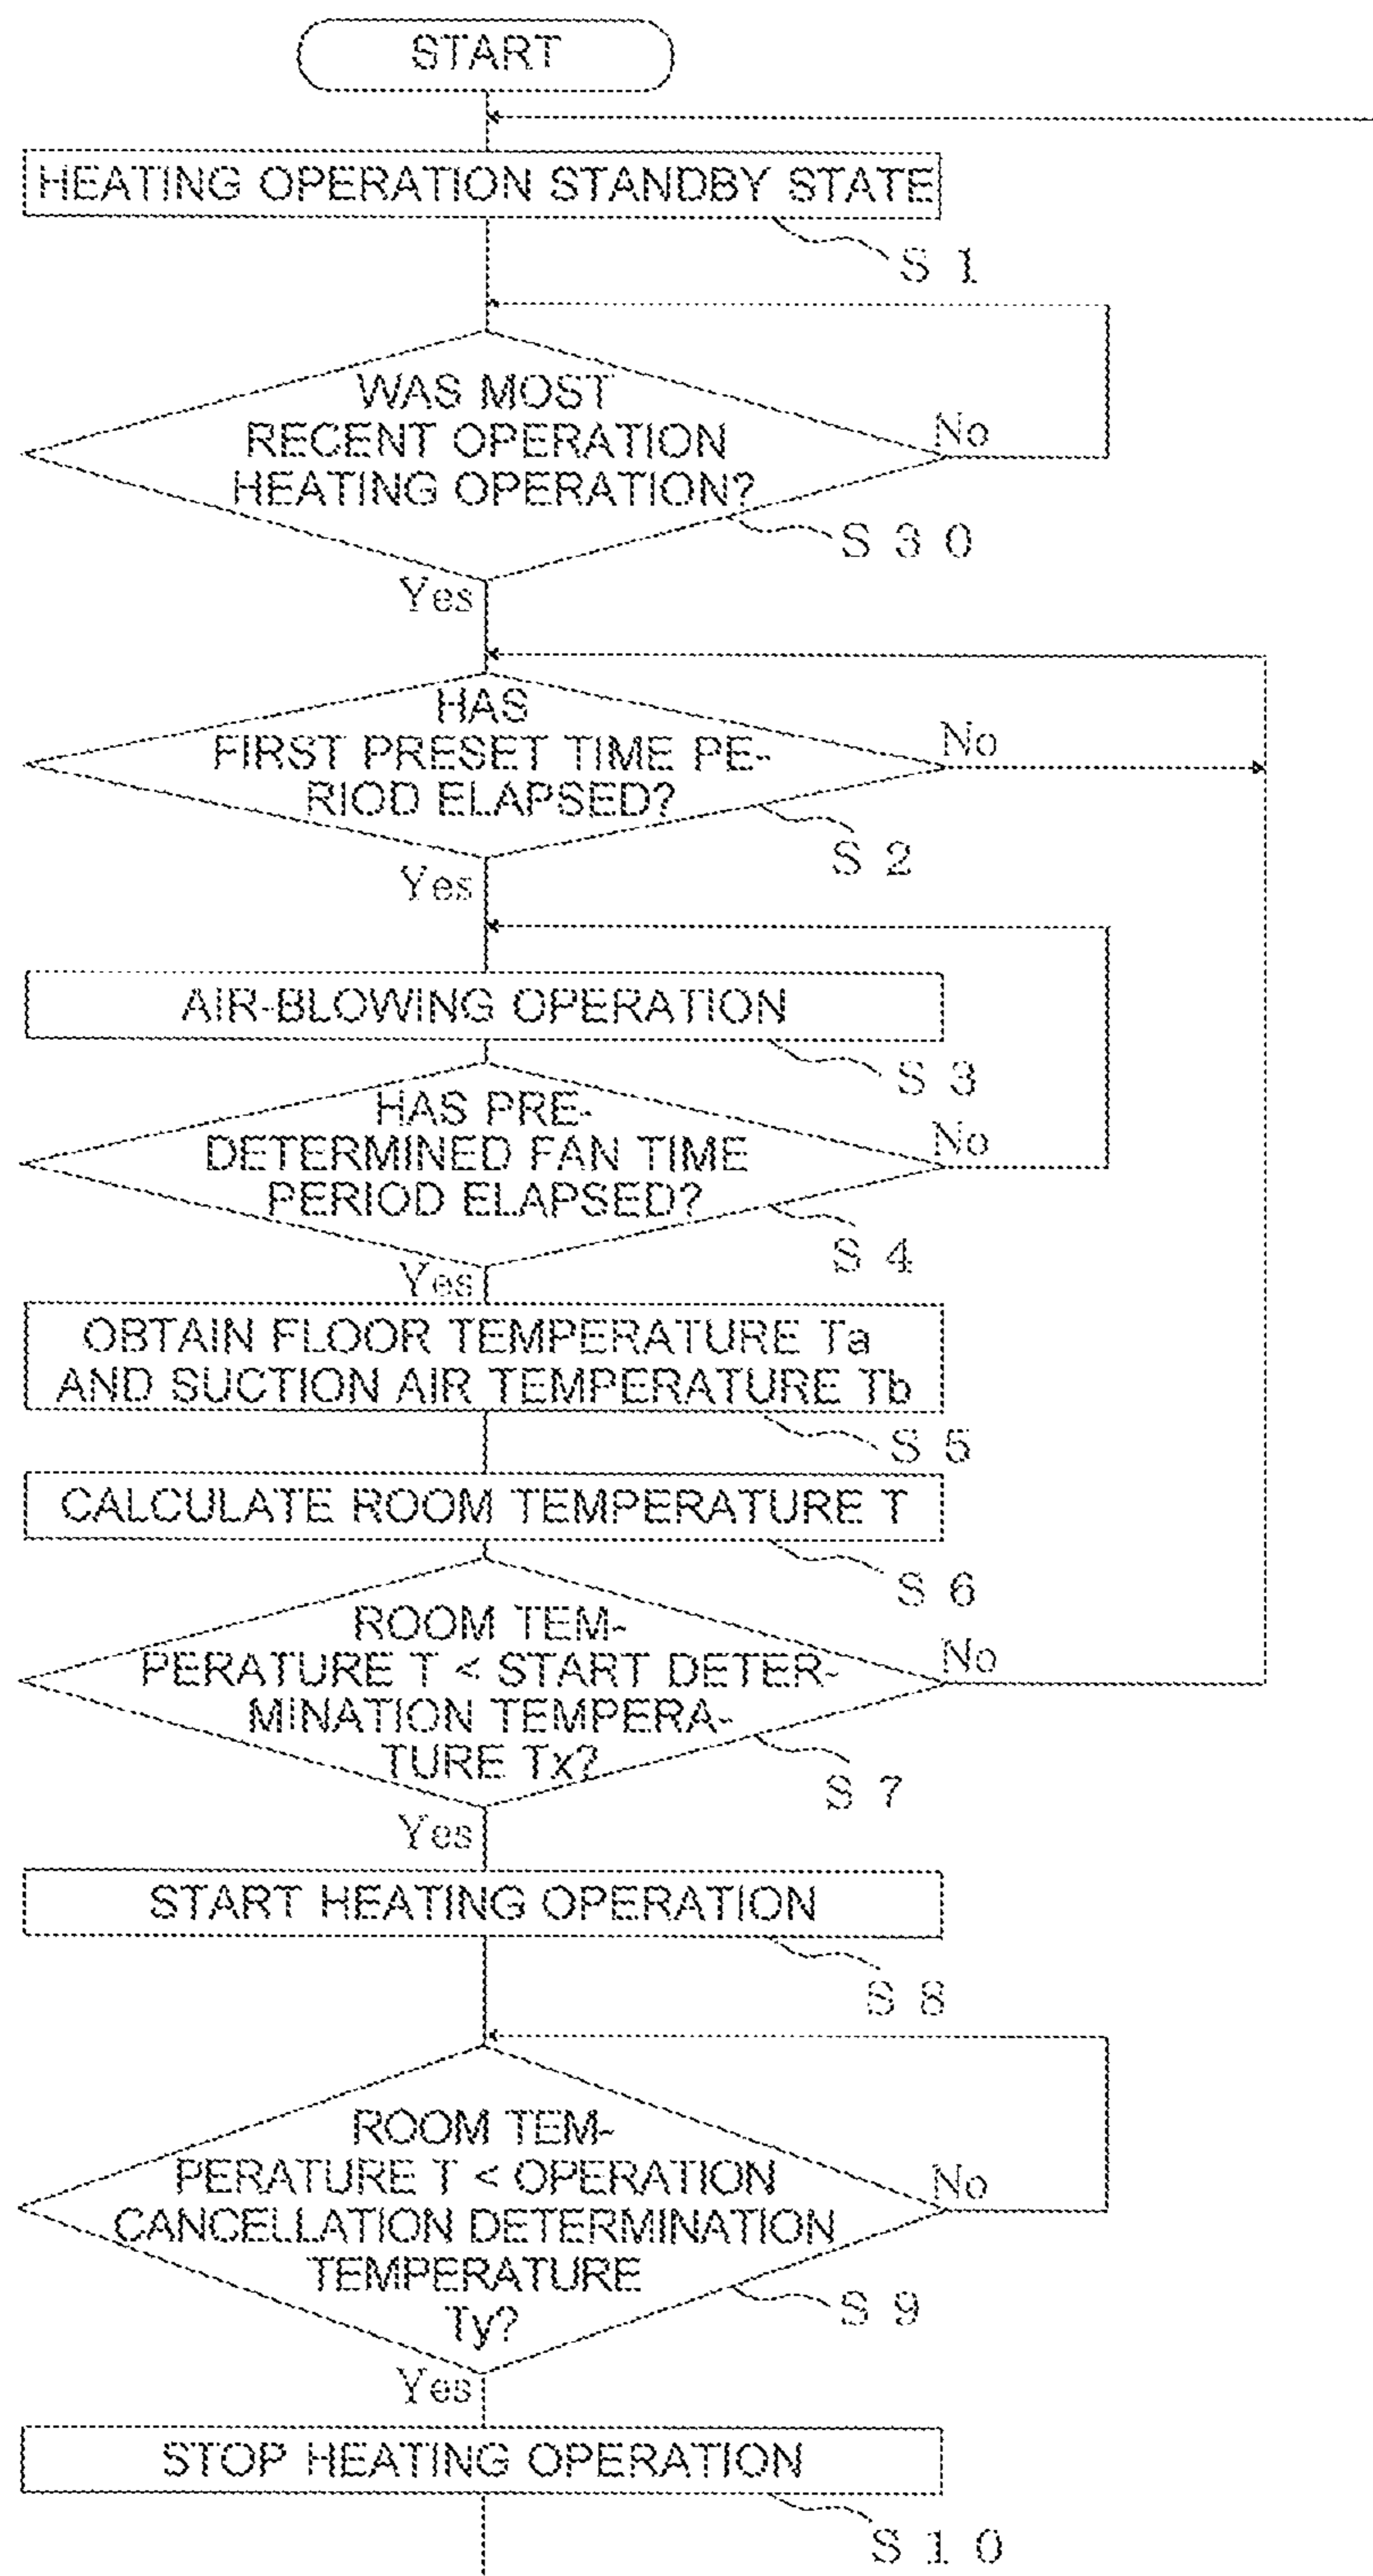 START
HEATING OPERATION STANDBY STATE
S 1
WAS MOST
RECENT OPERATION
HEATING OPERATION?
No
S 3 0
Yes
HAS
FIRST PRESET TIME PE-
RIOD ELAPSED?
No
S 2
Yes
AIR-BLOWING OPERATION
S 3
HAS PRE-
DETERMINED FAN TIME
PERIOD ELAPSED?
No
S 4
Yes
OBTAIN FLOOR TEMPERATURE Ta
AND SUCTION AIR TEMPERATURE Tb
S 5
CALCULATE ROOM TEMPERATURE T
S 6
ROOM TEM-
PERATURE T < START DETER-
MINATION TEMPERA-
TURE Tx?
No
S 7
Yes
START HEATING OPERATION
S 8
ROOM TEM-
PERATURE T < OPERATION
CANCELLATION DETERMINATION
TEMPERATURE
Ty?
No
S 9
Yes
STOP HEATING OPERATION
S 1 0